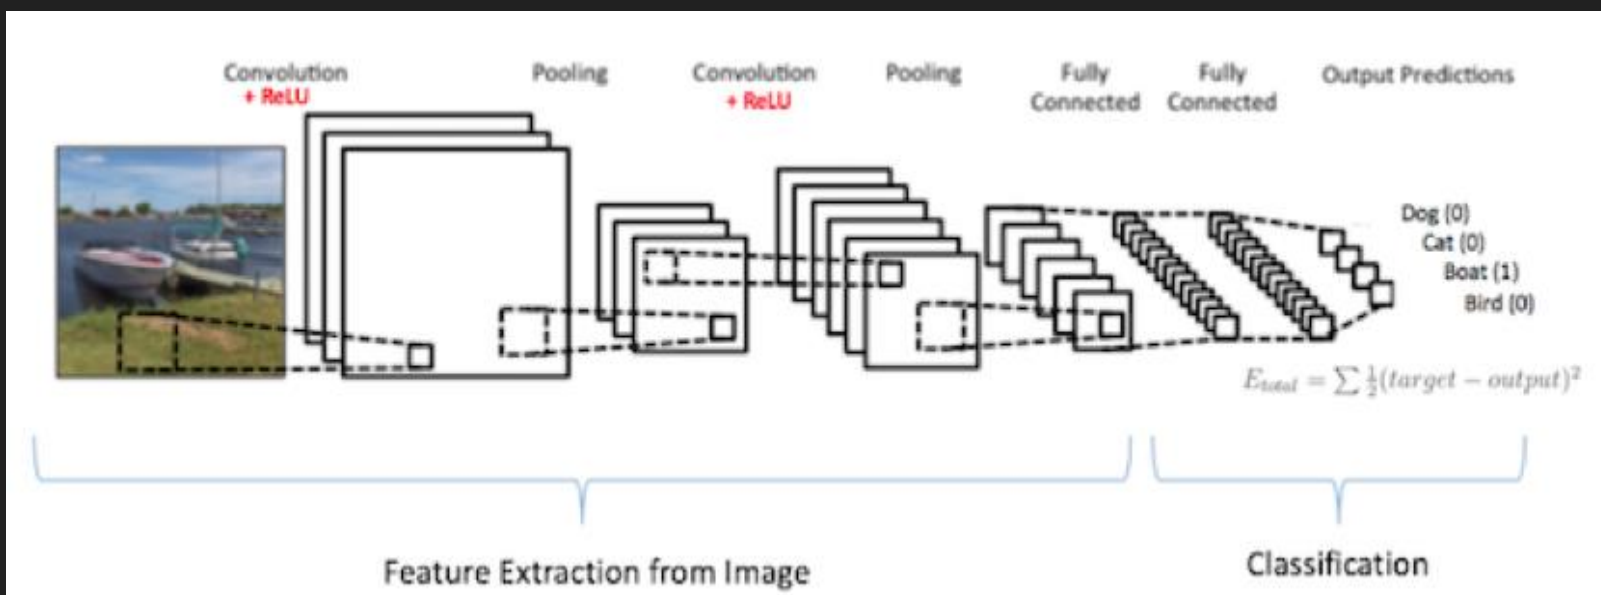 Convolution
+ ReLU
Pooling
Convolution
+ ReLU
Pooling
Fully
Connected
Fully
Connected
Output Predictions
Dog (0)
Cat (0)
Boat (1)
Bird (0)
E_total = ∑ ½(target − output)²
Feature Extraction from Image
Classification